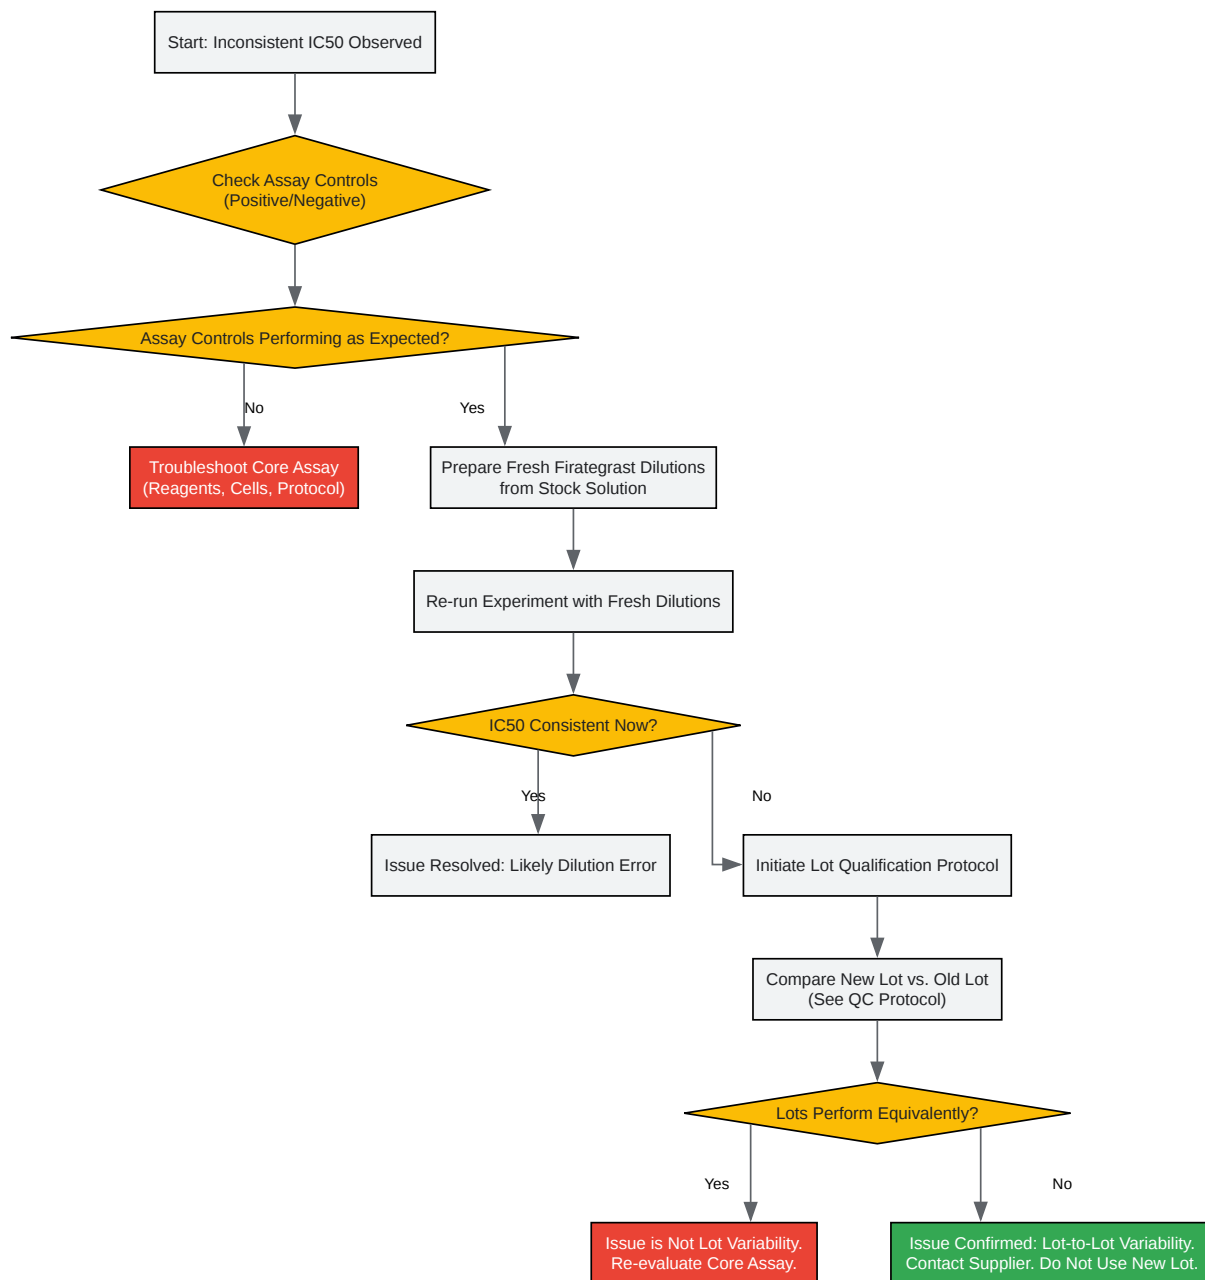 Start: Inconsistent IC50 Observed
Check Assay Controls
(Positive/Negative)
Assay Controls Performing as Expected?
No
Yes
Troubleshoot Core Assay
(Reagents, Cells, Protocol)
Prepare Fresh Firategrast Dilutions
from Stock Solution
Re-run Experiment with Fresh Dilutions
IC50 Consistent Now?
Yes
No
Issue Resolved: Likely Dilution Error
Initiate Lot Qualification Protocol
Compare New Lot vs. Old Lot
(See QC Protocol)
Lots Perform Equivalently?
Yes
No
Issue is Not Lot Variability.
Re-evaluate Core Assay.
Issue Confirmed: Lot-to-Lot Variability.
Contact Supplier. Do Not Use New Lot.